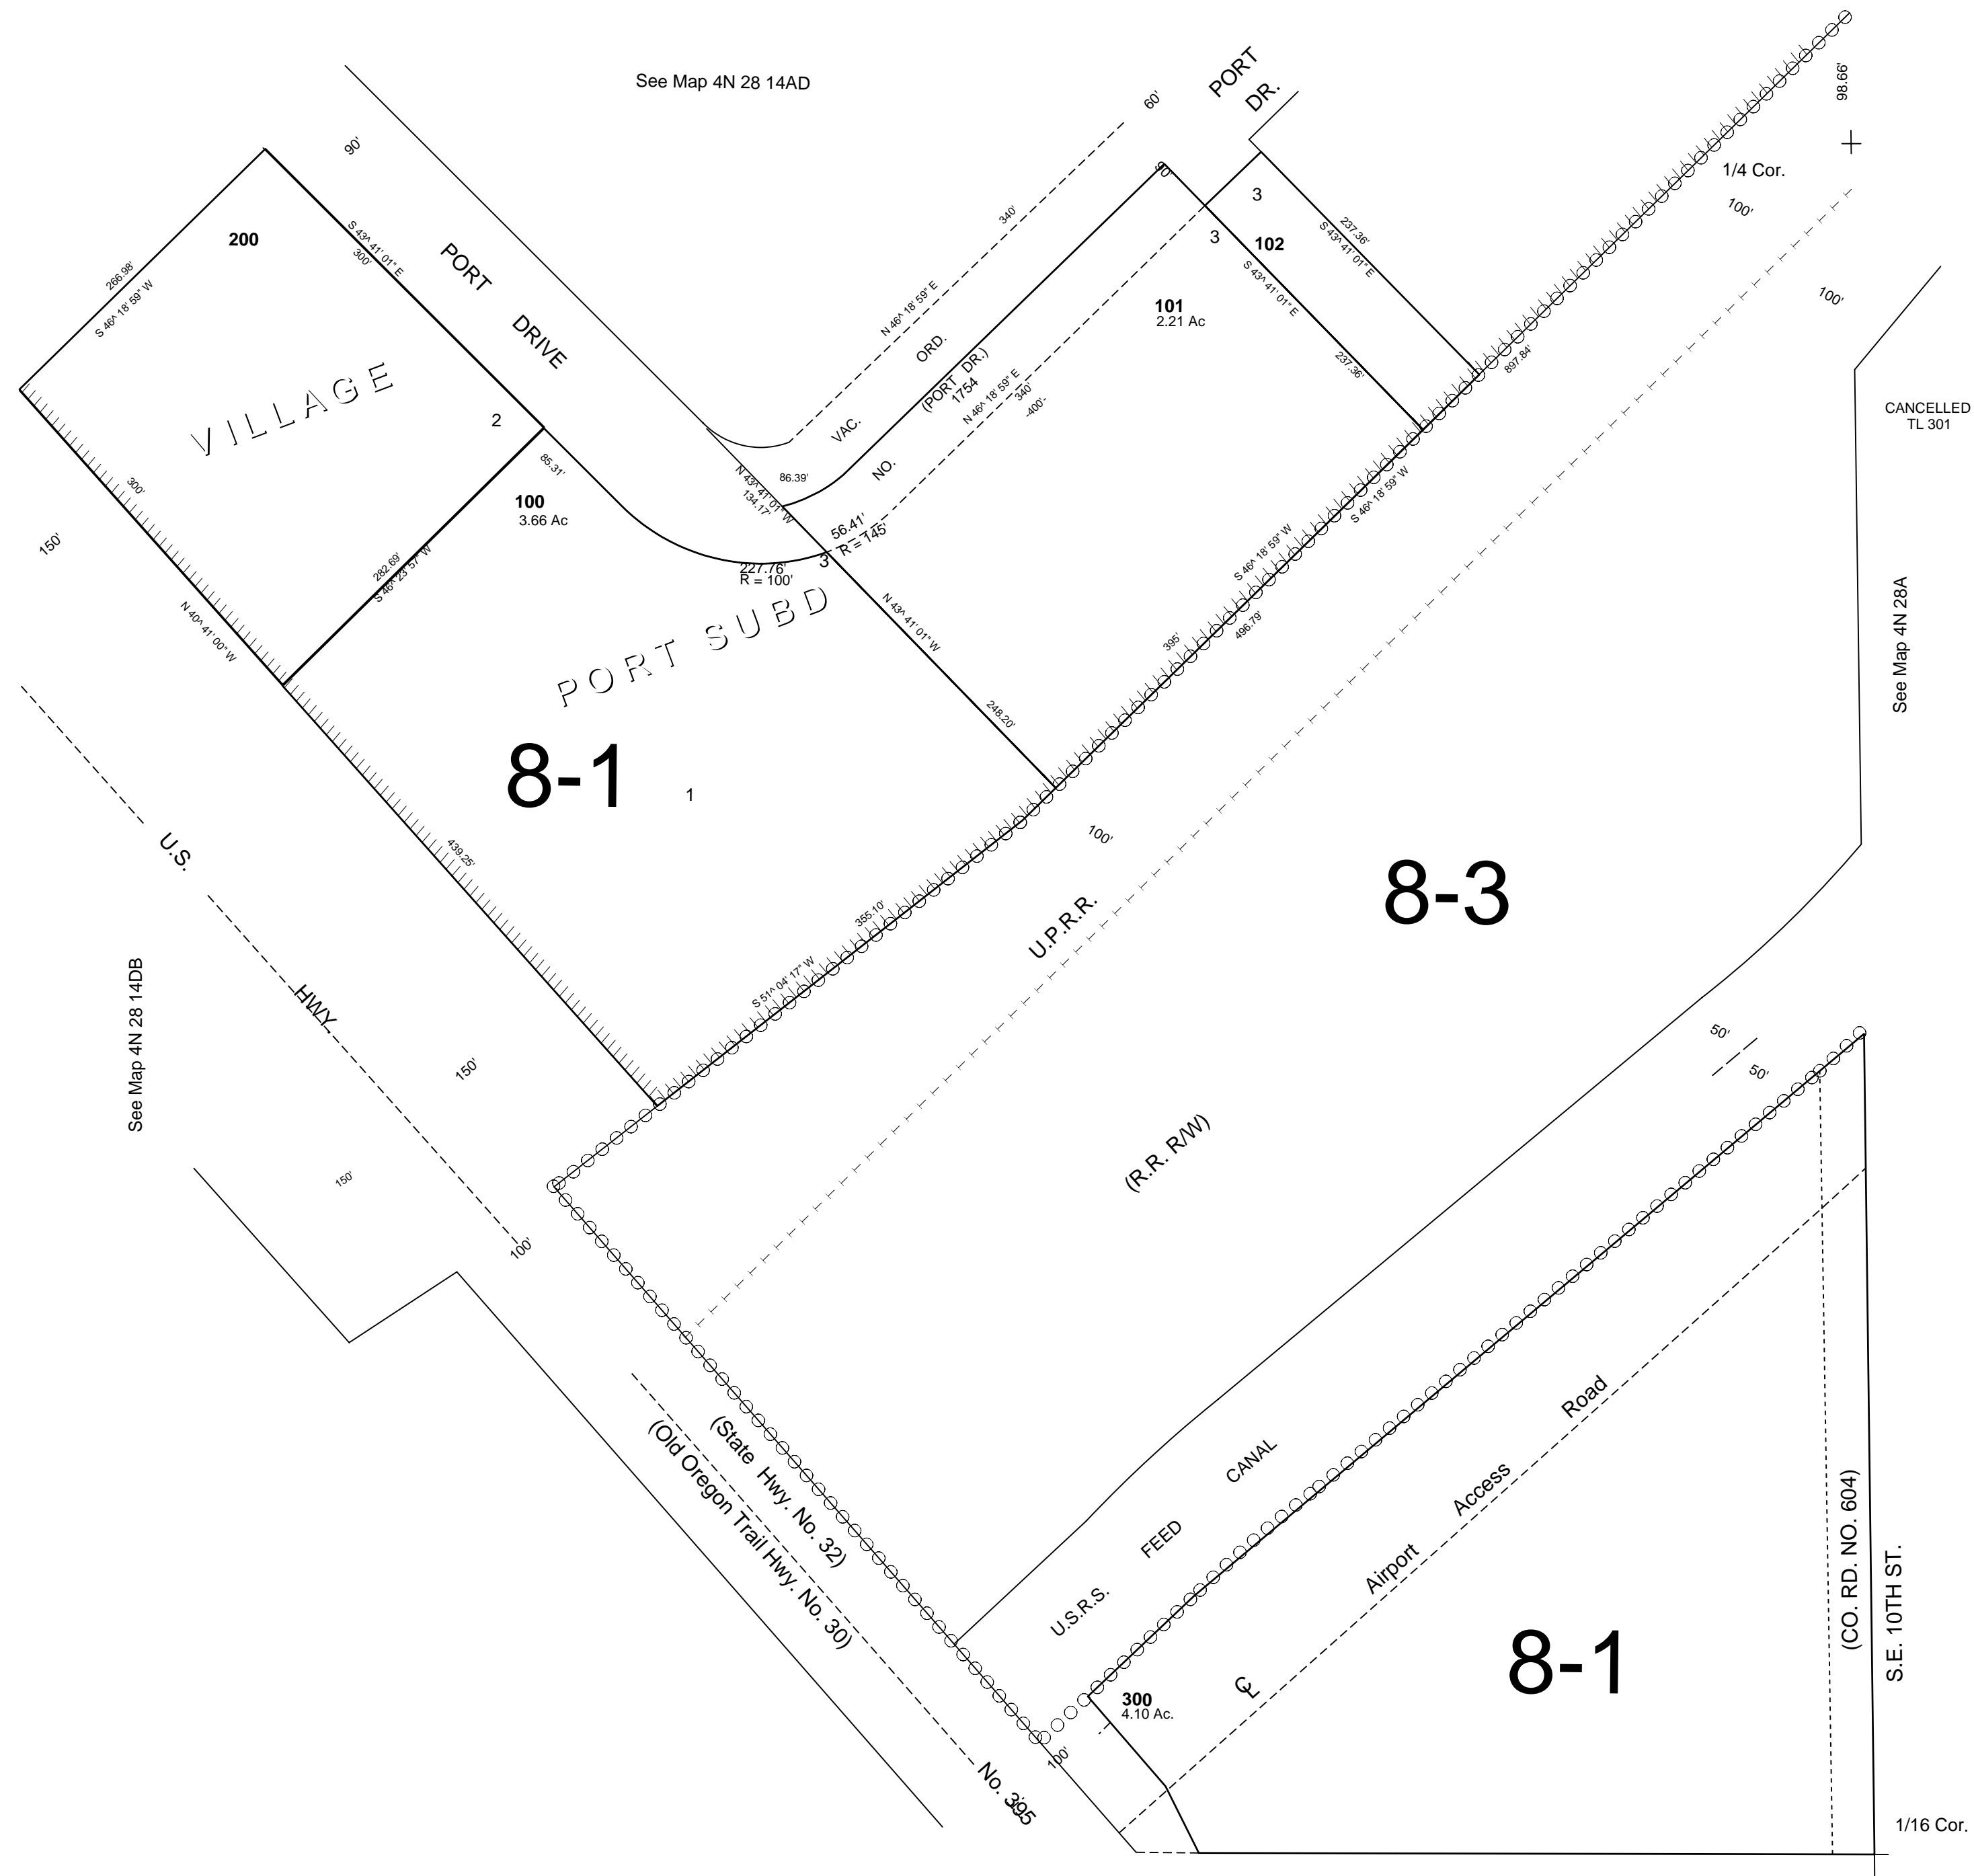 See Map 4N 28 14AD
90'
60'
PORT
DR.
98.66'
1/4 Cor.
100'
100'
200
266.98'
S 46^ 18' 59" W
S 43^ 41' 01" E
300'
PORT
DRIVE
340'
N 46^ 18' 59" E
60'
3
3
102
237.36'
S 43^ 41' 01" E
S 43^ 41' 01" E
237.36'
101
2.21 Ac
VAC.
ORD.
NO.
(PORT DR.)
1754
N 46^ 18' 59" E
340'
-400'-
897.84'
CANCELLED
TL 301
VILLAGE
2
300'
150'
85.31'
100
3.66 Ac
86.39'
N 43^ 41' 01" W
134.17'
56.41'
R = 145'
3
227.76'
R = 100'
282.69'
S 46^ 23' 57" W
N 40^ 41' 00" W
PORT SUBD
N 43^ 41' 01" W
248.20'
S 46^ 18' 59" W
S 46^ 18' 59" W
395'
496.79'
See Map 4N 28A
8-1
1
439.25'
355.10'
S 51^ 04' 17" W
100'
U.P.R.R.
8-3
U.S.
HWY.
150'
150'
100'
See Map 4N 28 14DB
50'
50'
(R.R. R/W)
(State Hwy. No. 32)
(Old Oregon Trail Hwy. No. 30)
No. 395
U.S.R.S.
FEED
CANAL
Airport
Access
Road
(CO. RD. NO. 604)
S.E. 10TH ST.
8-1
300
4.10 Ac.
CL
100'
1/16 Cor.